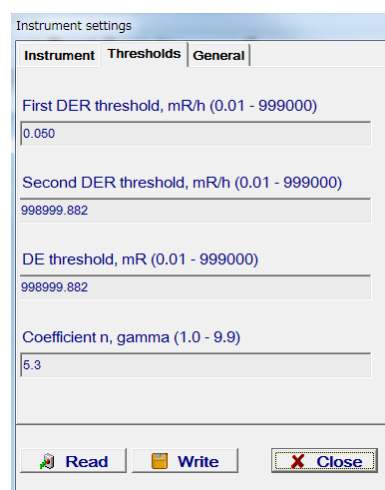 Instrument settings
Instrument Thresholds General
First DER threshold, mR/h (0.01 - 999000)
0.050
Second DER threshold, mR/h (0.01 - 999000)
998999.882
DE threshold, mR (0.01 - 999000)
998999.882
Coefficient n, gamma (1.0 - 9.9)
5.3
Read Write X Close